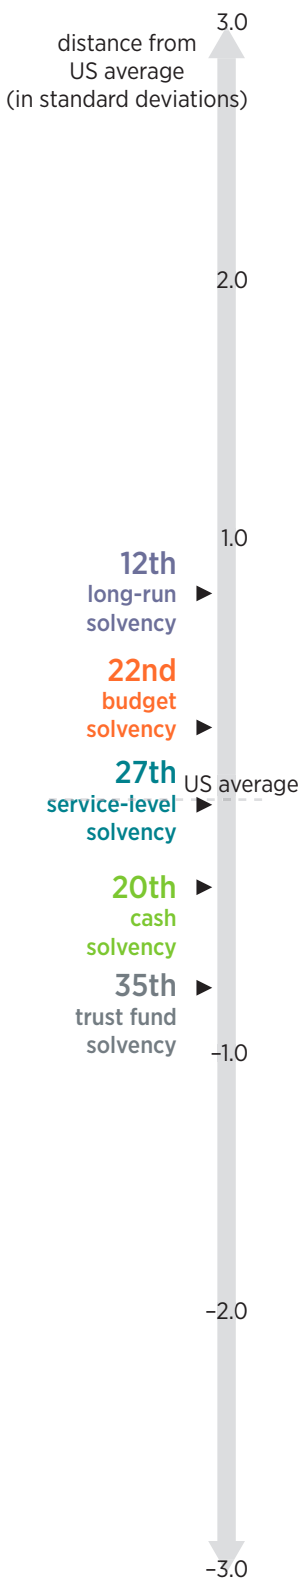 3.0
distance from
US average
(in standard deviations)
2.0
1.0
12th
long-run
solvency
22nd
budget
solvency
27th
US average
service-level
solvency
20th
cash
solvency
35th
trust fund
solvency
–1.0
–2.0
–3.0